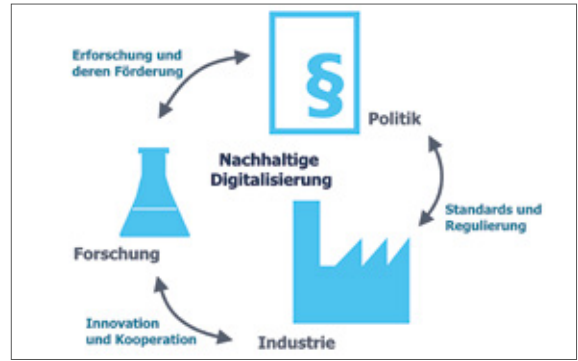 Erforschung und
deren Förderung
§
Politik
Nachhaltige
Digitalisierung
Standards und
Regulierung
Forschung
Innovation
und Kooperation
Industrie